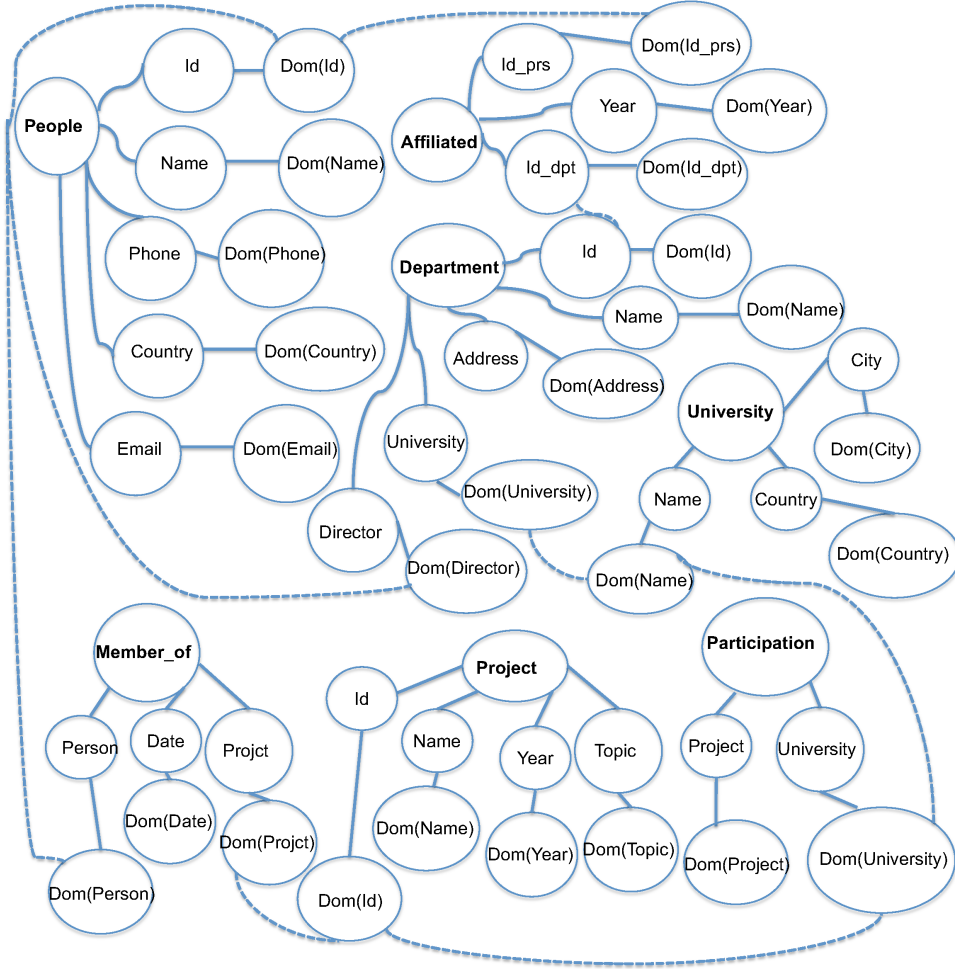 People
Id
Dom(Id)
Name
Dom(Name)
Phone
Dom(Phone)
Country
Dom(Country)
Email
Dom(Email)
Affiliated
Id_prs
Dom(Id_prs)
Year
Dom(Year)
Id_dpt
Dom(Id_dpt)
Department
Id
Dom(Id)
Name
Dom(Name)
Address
Dom(Address)
University
Dom(University)
Director
Dom(Director)
University
City
Dom(City)
Name
Dom(Name)
Country
Dom(Country)
Member_of
Person
Dom(Person)
Date
Dom(Date)
Projct
Dom(Projct)
Project
Id
Dom(Id)
Name
Dom(Name)
Year
Dom(Year)
Topic
Dom(Topic)
Participation
Project
Dom(Project)
University
Dom(University)